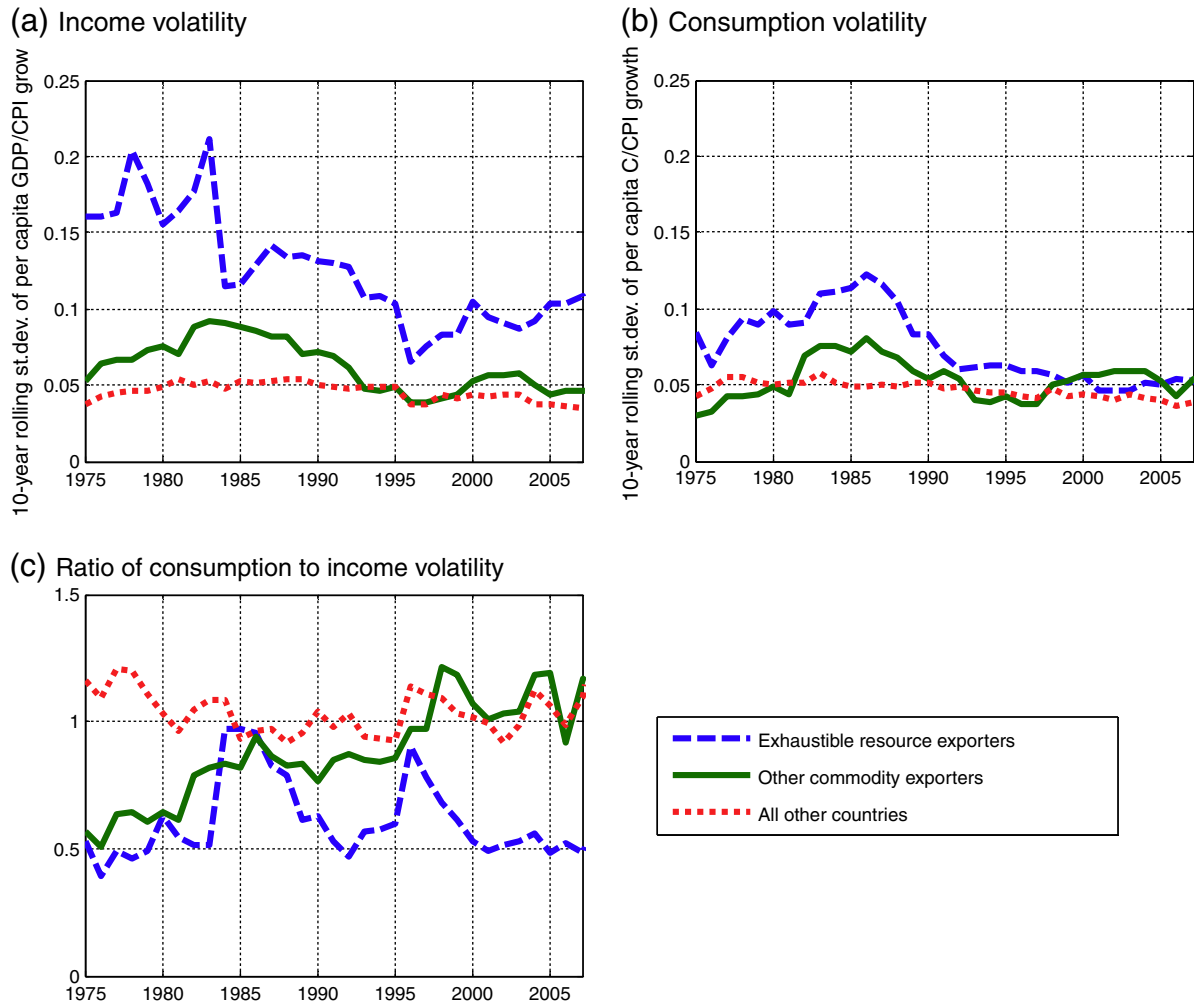 (a) Income volatility
10-year rolling st.dev. of per capita GDP/CPI grow
0.25
0.2
0.15
0.1
0.05
0
1975 1980 1985 1990 1995 2000 2005
(b) Consumption volatility
10-year rolling st.dev. of per capita C/CPI growth
0.25
0.2
0.15
0.1
0.05
0
1975 1980 1985 1990 1995 2000 2005
(c) Ratio of consumption to income volatility
1.5
1
0.5
0
1975 1980 1985 1990 1995 2000 2005
Exhaustible resource exporters
Other commodity exporters
All other countries